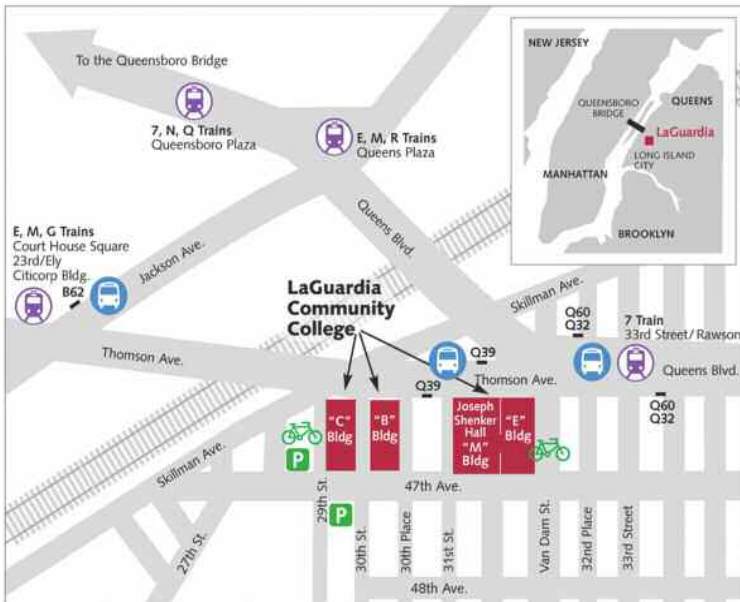 To the Queensboro Bridge
7, N, Q Trains
Queensboro Plaza
E, M, R Trains
Queens Plaza
NEW JERSEY
QUEENSBORO
BRIDGE
QUEENS
LaGuardia
LONG ISLAND
CITY
MANHATTAN
BROOKLYN
E, M, G Trains
Court House Square
23rd/Ely
Citicorp Bldg.
B62
Jackson Ave.
Queens Blvd.
LaGuardia
Community
College
Skillman Ave.
Q60
Q32
7 Train
33rd Street/Rawson
Thomson Ave.
Q39
Thomson Ave.
Queens Blvd.
Q39
Q60
Q32
"C"
Bldg
"B"
Bldg
Joseph
Shenker
Hall
"M"
Bldg
"E"
Bldg
P
Skillman Ave.
47th Ave.
P
27th St.
29th St.
30th St.
30th Place
31st St.
Van Dam St.
32nd Place
33rd Street
48th Ave.